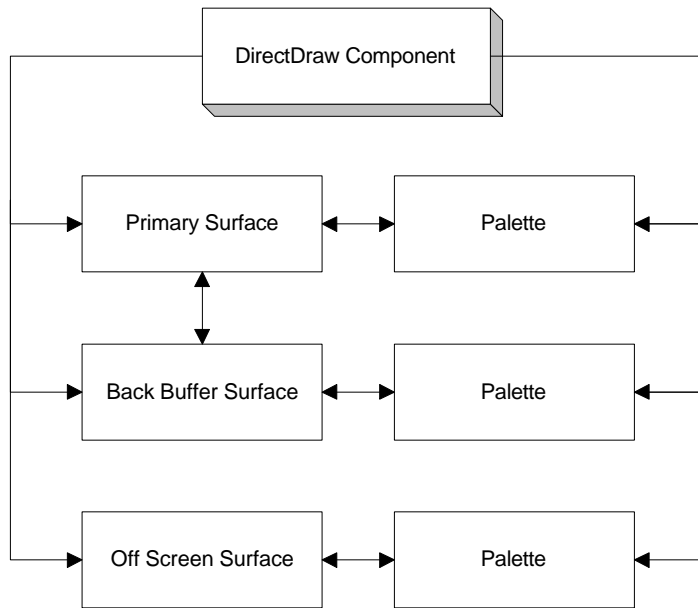 DirectDraw Component
Primary Surface
Palette
Back Buffer Surface
Palette
Off Screen Surface
Palette